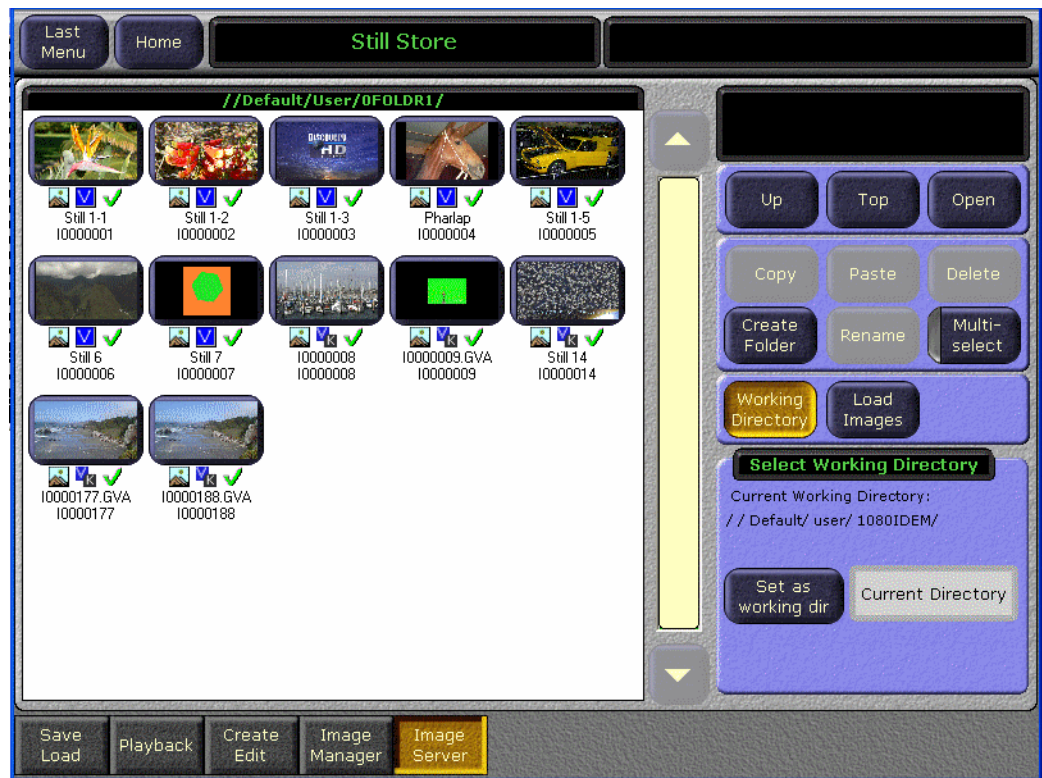 Last
Menu
Home
Still Store
//Default/User/0FOLDR1/
DISCOVERY
HD
V
V
V
V
V
Still 1-1
Still 1-2
Still 1-3
Pharlap
Still 1-5
I0000001
I0000002
I0000003
I0000004
I0000005
V
V
V K
V K
V K
Still 6
Still 7
I0000008
I0000009.GVA
Still 14
I0000006
I0000007
I0000008
I0000009
I0000014
V K
V K
I0000177.GVA
I0000188.GVA
I0000177
I0000188
Up
Top
Open
Copy
Paste
Delete
Create
Folder
Rename
Multi-
select
Working
Directory
Load
Images
Select Working Directory
Current Working Directory:
// Default/ user/ 1080IDEM/
Set as
working dir
Current Directory
Save
Load
Playback
Create
Edit
Image
Manager
Image
Server